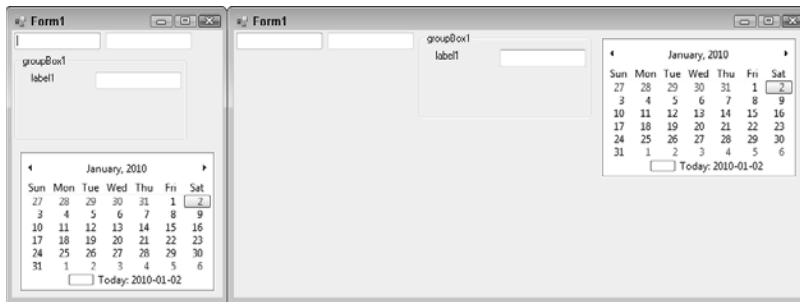 Form1
groupBox1
label1
January, 2010
Sun Mon Tue Wed Thu Fri Sat
27 28 29 30 31 1 2
3 4 5 6 7 8 9
10 11 12 13 14 15 16
17 18 19 20 21 22 23
24 25 26 27 28 29 30
31 1 2 3 4 5 6
Today: 2010-01-02
Form1
groupBox1
label1
January, 2010
Sun Mon Tue Wed Thu Fri Sat
27 28 29 30 31 1 2
3 4 5 6 7 8 9
10 11 12 13 14 15 16
17 18 19 20 21 22 23
24 25 26 27 28 29 30
31 1 2 3 4 5 6
Today: 2010-01-02